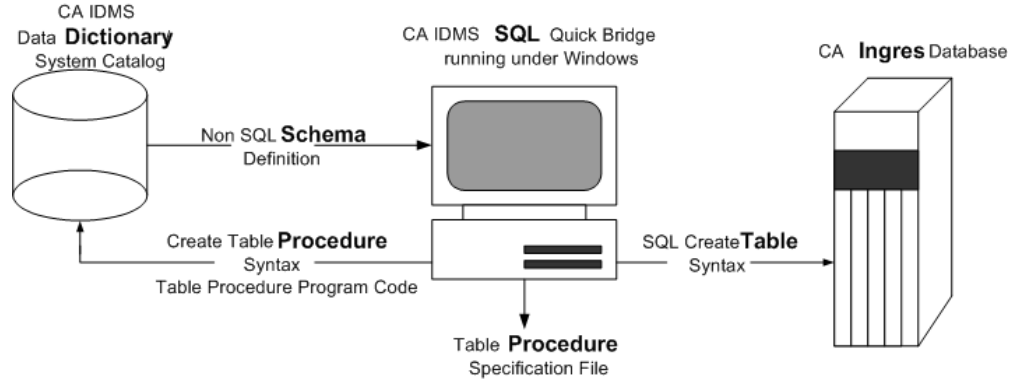 CA IDMS
Data Dictionary
System Catalog
CA IDMS SQL Quick Bridge
running under Windows
CA Ingres Database
Non SQL Schema
Definition
Create Table Procedure
Syntax
Table Procedure Program Code
SQL Create Table
Syntax
Table Procedure
Specification File